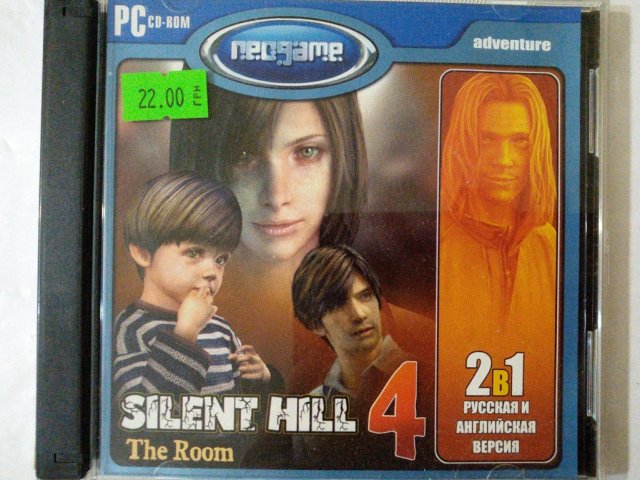 PC CD-ROM
neogame
adventure
22.00 ГРН
SILENT HILL 4
The Room
2в1
РУССКАЯ И
АНГЛИЙСКАЯ
ВЕРСИЯ